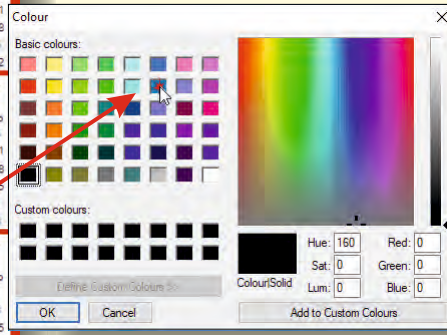 Colour
Basic colours:
Custom colours:
Define Custom Colours >>
OK
Cancel
Colour|Solid
Hue: 160
Sat: 0
Lum: 0
Red: 0
Green: 0
Blue: 0
Add to Custom Colours